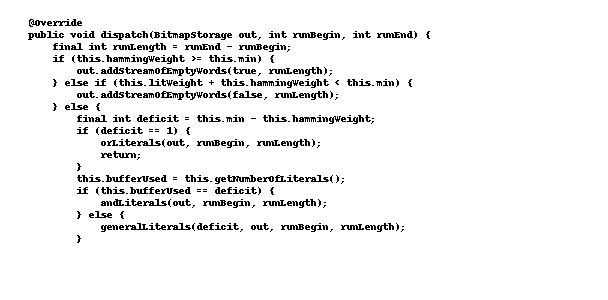 @Override
public void dispatch(BitmapStorage out, int runBegin, int runEnd) {
final int runLength = runEnd - runBegin;
if (this.hammingWeight >= this.min) {
out.addStreamOfEmptyWords(true, runLength);
} else if (this.litWeight + this.hammingWeight < this.min) {
out.addStreamOfEmptyWords(false, runLength);
} else {
final int deficit = this.min - this.hammingWeight;
if (deficit == 1) {
orLiterals(out, runBegin, runLength);
return;
}
this.bufferUsed = this.getNumberOfLiterals();
if (this.bufferUsed == deficit) {
andLiterals(out, runBegin, runLength);
} else {
generalLiterals(deficit, out, runBegin, runLength);
}